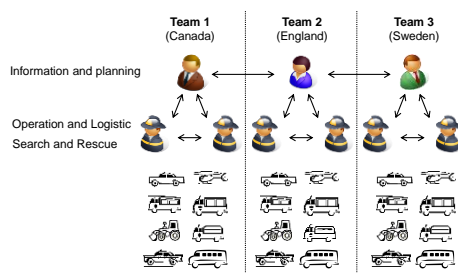 Team 1
(Canada)
Team 2
(England)
Team 3
(Sweden)
Information and planning
Operation and Logistic
Search and Rescue